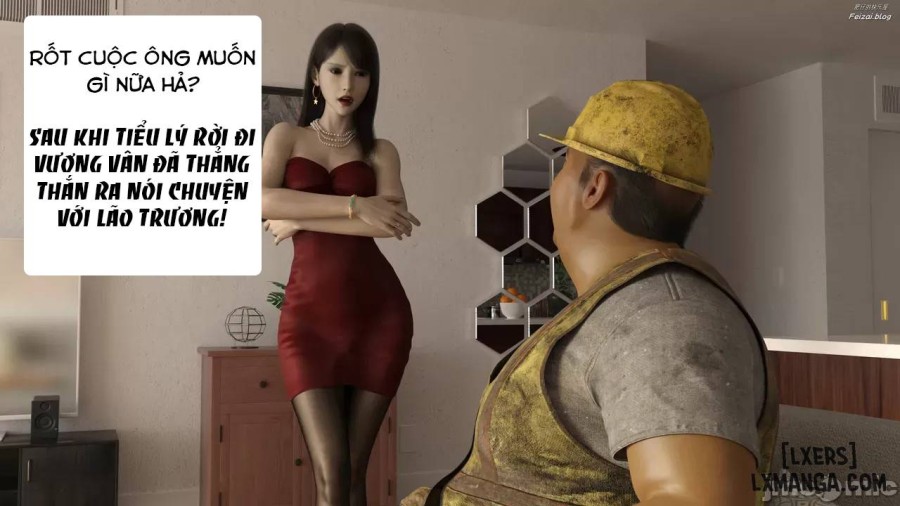 Feizai.blog
RỐT CUỘC ÔNG MUỐN
GÌ NỮA HẢ?
SAU KHI TIỂU LÝ RỜI ĐI
VƯƠNG VÂN ĐÃ THẲNG
THẮN RA NÓI CHUYỆN
VỚI LÃO TRƯƠNG!
[LXERS]
LXMANGA.COM